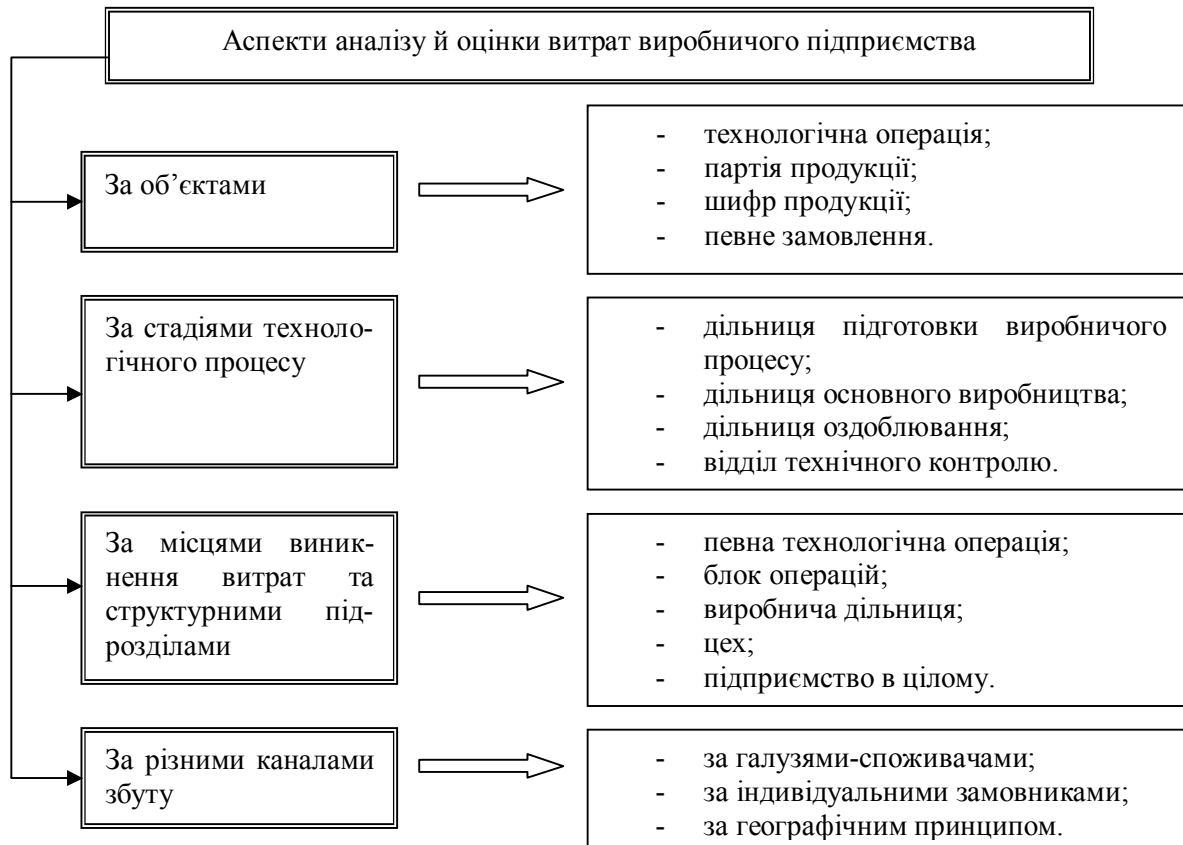 Аспекти аналізу й оцінки витрат виробничого підприємства
За об’єктами
- технологічна операція;
- партія продукції;
- шифр продукції;
- певне замовлення.
За стадіями техноло-
гічного процесу
- дільниця підготовки виробничого
процесу;
- дільниця основного виробництва;
- дільниця оздоблювання;
- відділ технічного контролю.
За місцями виник-
нення витрат та
структурними під-
розділами
- певна технологічна операція;
- блок операцій;
- виробнича дільниця;
- цех;
- підприємство в цілому.
За різними каналами
збуту
- за галузями-споживачами;
- за індивідуальними замовниками;
- за географічним принципом.